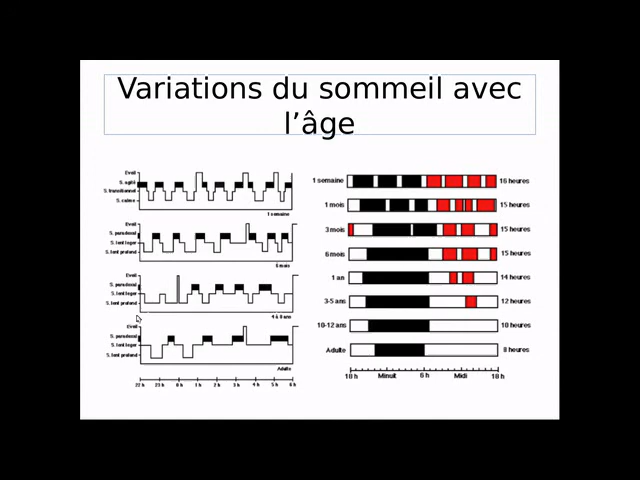 Variations du sommeil avec
l'âge
Eveil
S. agité
S. transitionnel
S. calme
1 semaine
Eveil
S. paradoxal
S. lent léger
S. lent profond
6 mois
Eveil
S. paradoxal
S. lent léger
S. lent profond
Eveil
S. paradoxal
S. lent léger
S. lent profond
Adulte
22 h 23 h 0 h 1 h 2 h 3 h 4 h 5 h 6 h
1 semaine 16 heures
1 mois 15 heures
3 mois 15 heures
6 mois 15 heures
1 an 14 heures
3-5 ans 12 heures
10-12 ans 10 heures
Adulte 8 heures
18 h Minuit 6 h Midi 18 h